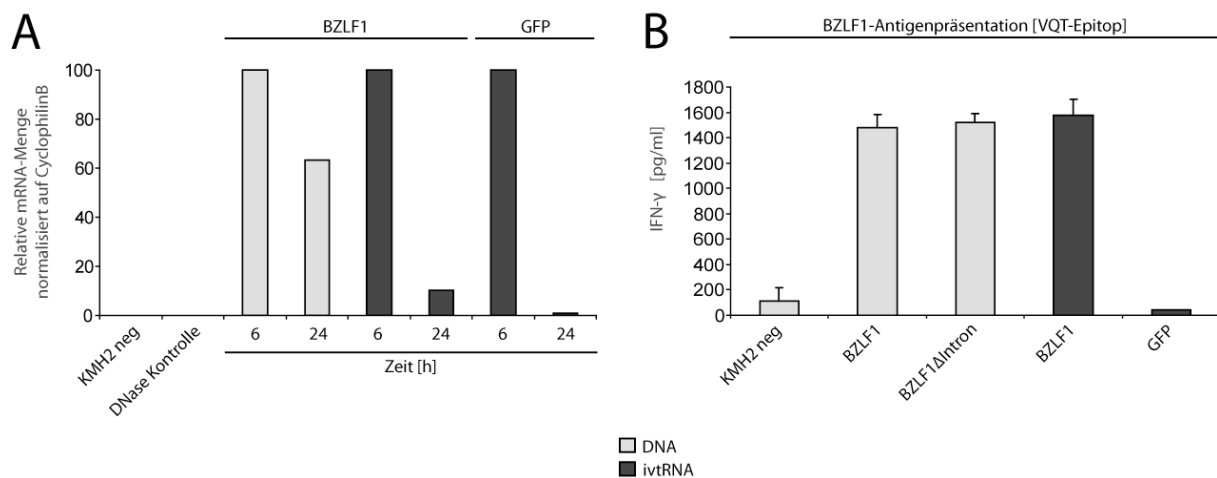 A
BZLF1
GFP
Relative mRNA-Menge
normalisiert auf CyclophilinB
100
80
60
40
20
0
KMH2 neg
DNase Kontrolle
6
24
6
24
6
24
Zeit [h]
B
BZLF1-Antigenpräsentation [VQT-Epitop]
IFN-γ [pg/ml]
1800
1600
1400
1200
1000
800
600
400
200
0
KMH2 neg
BZLF1
BZLF1ΔIntron
BZLF1
GFP
DNA
ivtRNA